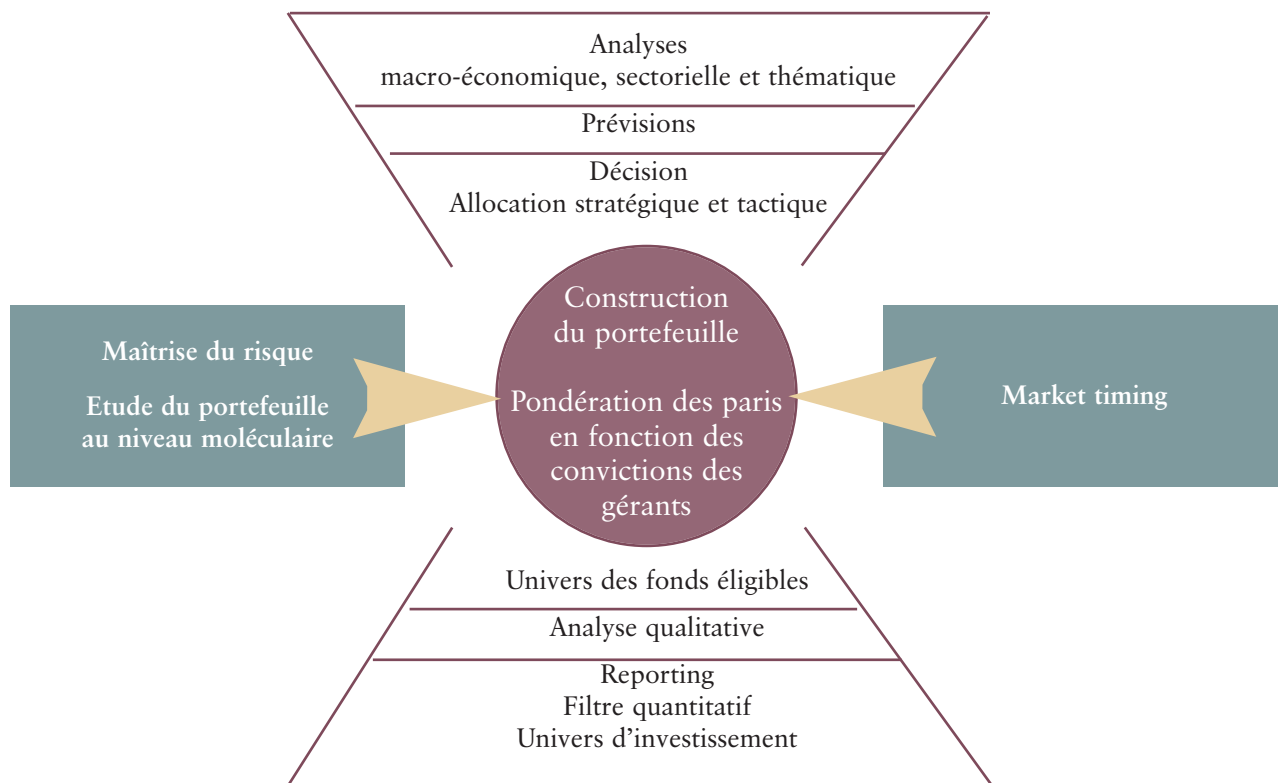 Analyses
macro-économique, sectorielle et thématique
Prévisions
Décision
Allocation stratégique et tactique
Maîtrise du risque
Etude du portefeuille
au niveau moléculaire
Construction
du portefeuille
Pondération des paris
en fonction des
convictions des
gérants
Market timing
Univers des fonds éligibles
Analyse qualitative
Reporting
Filtre quantitatif
Univers d’investissement